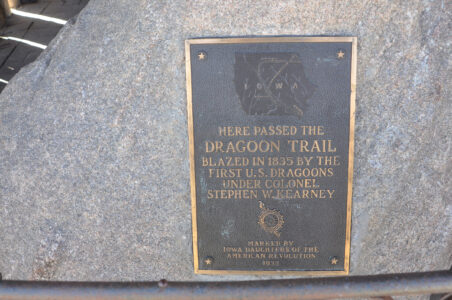 IOWA
HERE PASSED THE
DRAGOON TRAIL
BLAZED IN 1835 BY THE
FIRST U.S. DRAGOONS
UNDER COLONEL
STEPHEN W. KEARNEY
MARKED BY
IOWA DAUGHTERS OF THE
AMERICAN REVOLUTION